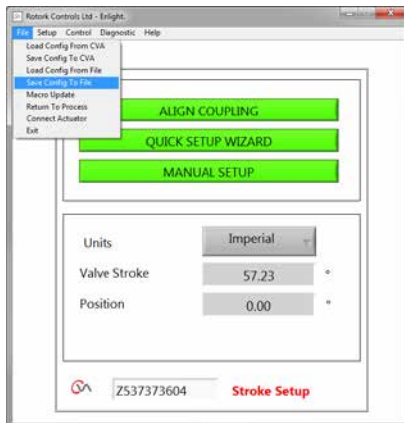 Rotork Controls Ltd - Enlight.
File Setup Control Diagnostic Help
Load Config From CVA
Save Config To CVA
Load Config From File
Save Config To File
Macro Update
Return To Process
Connect Actuator
Exit
ALIGN COUPLING
QUICK SETUP WIZARD
MANUAL SETUP
Units Imperial
Valve Stroke 57.23 °
Position 0.00 °
Z537373604 Stroke Setup